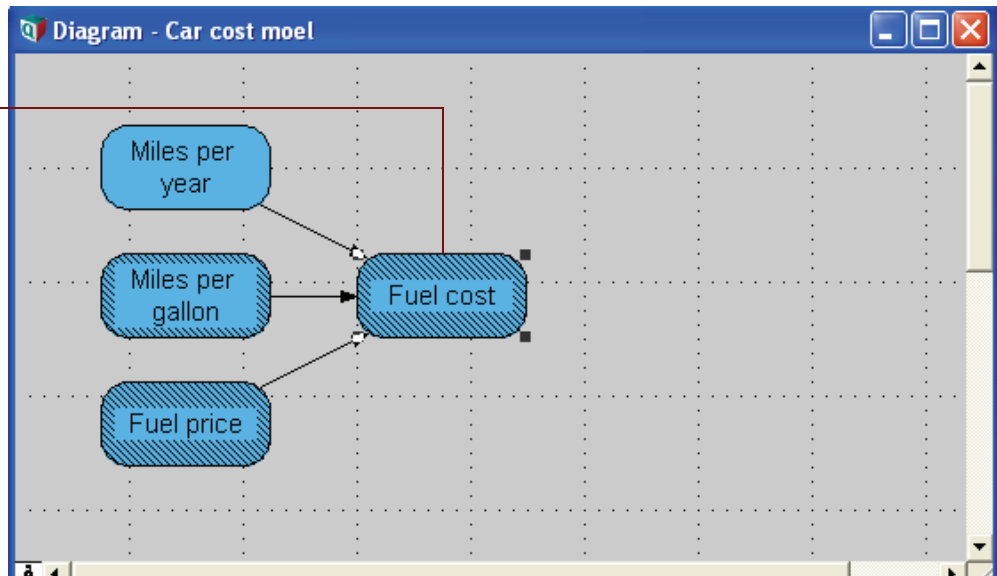 Diagram - Car cost moel
Miles per
year
Miles per
gallon
Fuel cost
Fuel price